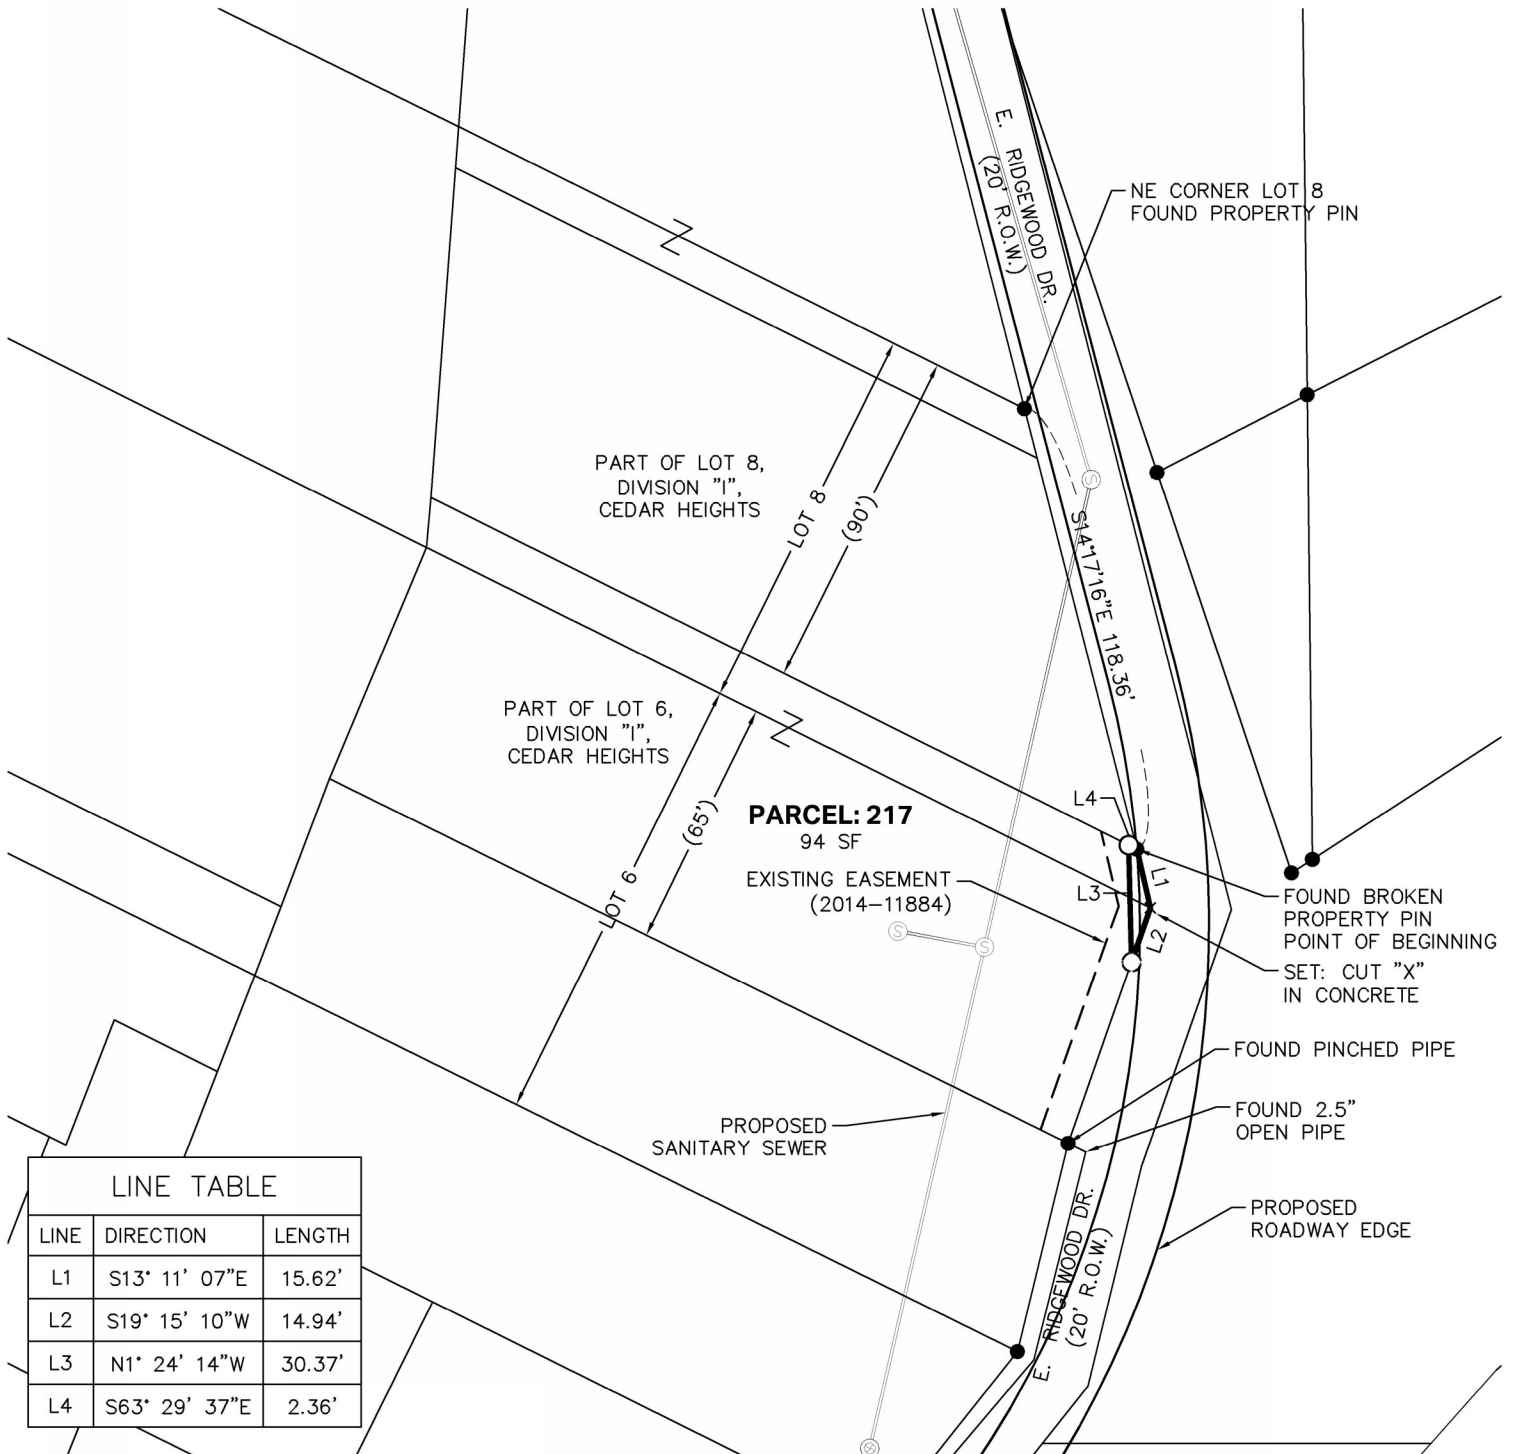 E. RIDGEWOOD DR.
(20' R.O.W.)
NE CORNER LOT 8
FOUND PROPERTY PIN
PART OF LOT 8,
DIVISION "I",
CEDAR HEIGHTS
LOT 8
(90')
S14°17'16"E 118.36'
PART OF LOT 6,
DIVISION "I",
CEDAR HEIGHTS
LOT 6
(65')
PARCEL: 217
94 SF
L4
L1
L3
L2
EXISTING EASEMENT
(2014-11884)
S
S
S
FOUND BROKEN
PROPERTY PIN
POINT OF BEGINNING
SET: CUT "X"
IN CONCRETE
FOUND PINCHED PIPE
FOUND 2.5"
OPEN PIPE
PROPOSED
SANITARY SEWER
PROPOSED
ROADWAY EDGE
E. RIDGEWOOD DR.
(20' R.O.W.)
LINE TABLE
LINE DIRECTION LENGTH
L1 S13° 11' 07"E 15.62'
L2 S19° 15' 10"W 14.94'
L3 N1° 24' 14"W 30.37'
L4 S63° 29' 37"E 2.36'